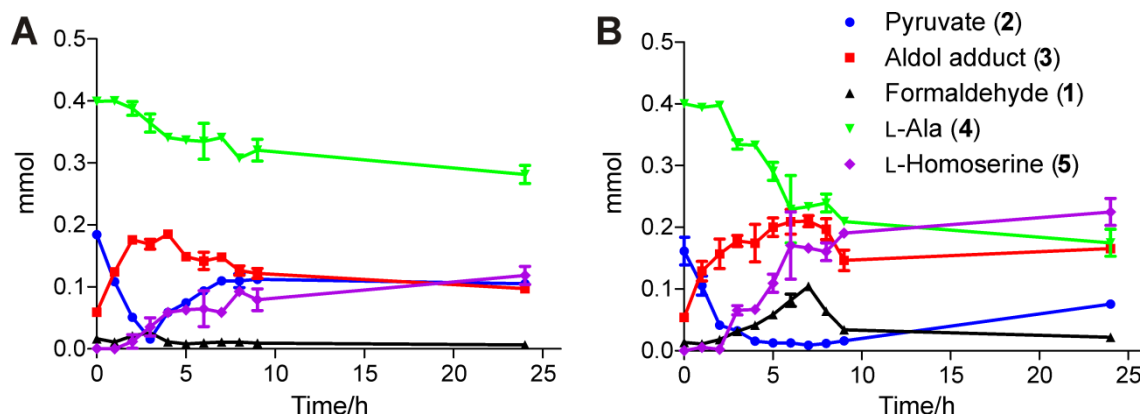 A
mmol
0.5
0.4
0.3
0.2
0.1
0.0
0 5 10 15 20 25
Time/h
B
mmol
0.5
0.4
0.3
0.2
0.1
0.0
0 5 10 15 20 25
Time/h
Pyruvate (2)
Aldol adduct (3)
Formaldehyde (1)
L-Ala (4)
L-Homoserine (5)